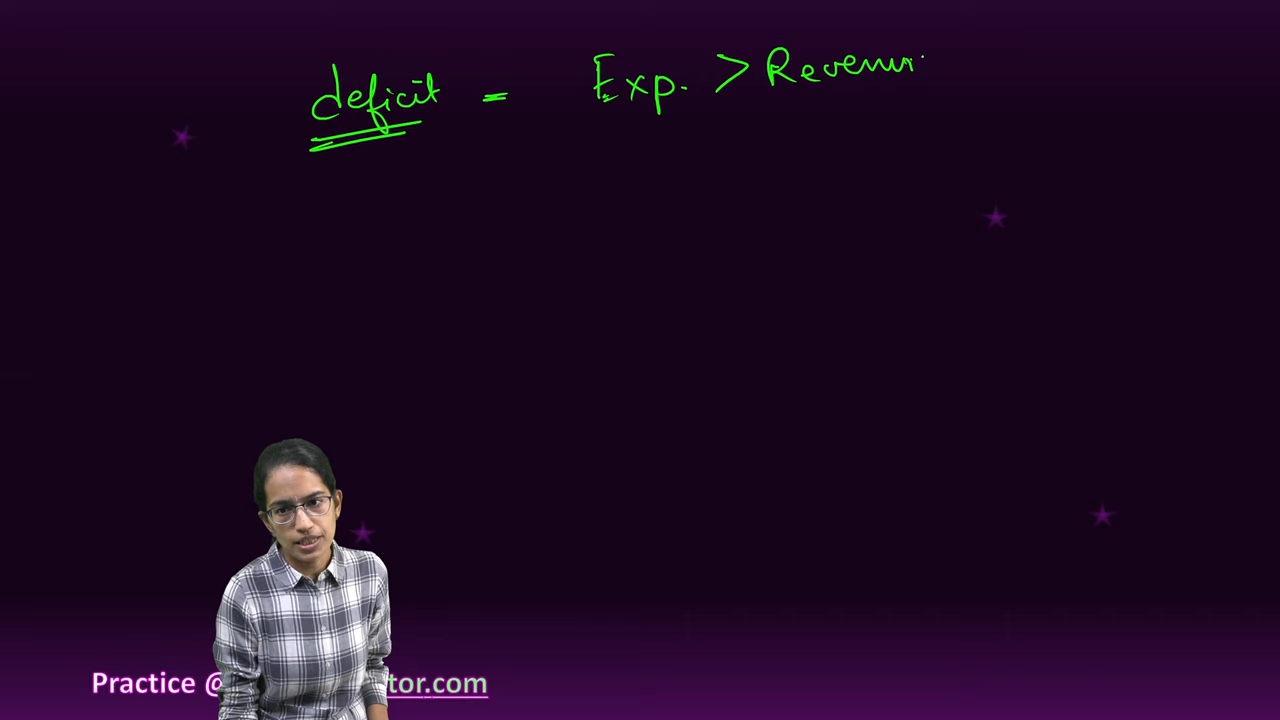 deficit = Exp. > Revenu
Practice @ tor.com